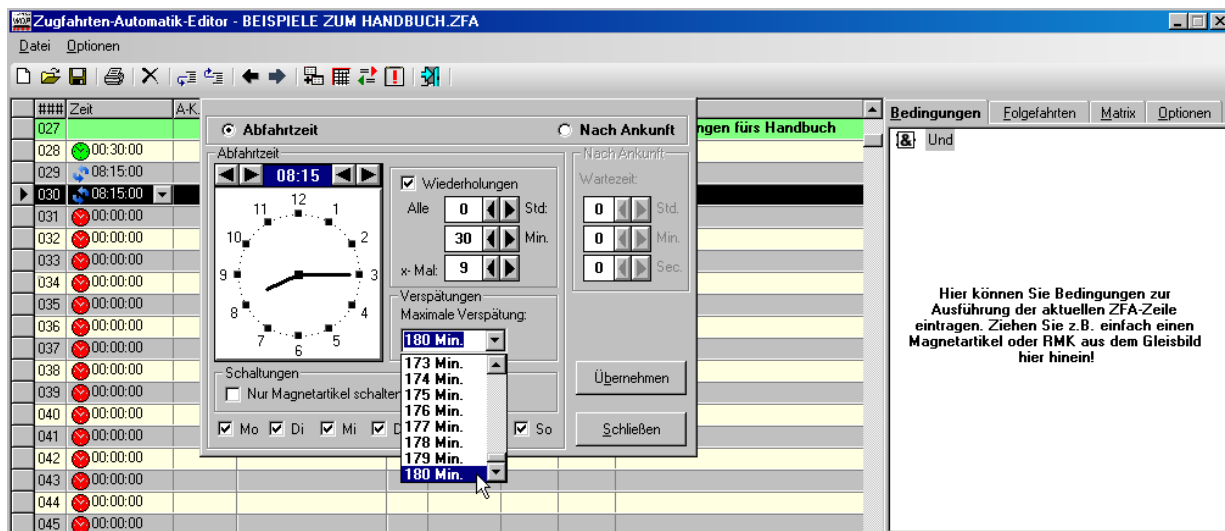 Zugfahrten-Automatik-Editor - BEISPIELE ZUM HANDBUCH.ZFA
Datei Optionen
### Zeit A-K.
Bedingungen Folgefahrten Matrix Optionen
027 ngen fürs Handbuch
028 00:30:00
029 08:15:00
030 08:15:00
031 00:00:00
032 00:00:00
033 00:00:00
034 00:00:00
035 00:00:00
036 00:00:00
037 00:00:00
038 00:00:00
039 00:00:00
040 00:00:00
041 00:00:00
042 00:00:00
043 00:00:00
044 00:00:00
045 00:00:00
Abfahrtzeit
Nach Ankunft
Abfahrtzeit
08:15
12
1
2
3
4
5
6
7
8
9
10
11
Wiederholungen
Alle 0 Std:
30 Min.
x- Mal: 9
Verspätungen
Maximale Verspätung:
180 Min.
173 Min.
174 Min.
175 Min.
176 Min.
177 Min.
178 Min.
179 Min.
180 Min.
Schaltungen
Nur Magnetartikel schalten
Mo Di Mi D So
Nach Ankunft
Wartezeit:
0 Std.
0 Min.
0 Sec.
Übernehmen
Schließen
& Und
Hier können Sie Bedingungen zur
Ausführung der aktuellen ZFA-Zeile
eintragen. Ziehen Sie z.B. einfach einen
Magnetartikel oder RMK aus dem Gleisbild
hier hinein!